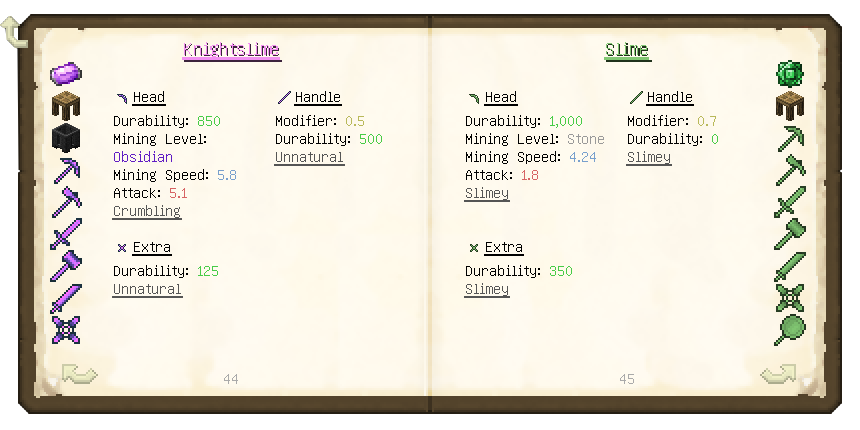 Knightslime
Head
Durability: 850
Mining Level:
Obsidian
Mining Speed: 5.8
Attack: 5.1
Crumbling
Handle
Modifier: 0.5
Durability: 500
Unnatural
Extra
Durability: 125
Unnatural
44
Slime
Head
Durability: 1,000
Mining Level: Stone
Mining Speed: 4.24
Attack: 1.8
Slimey
Handle
Modifier: 0.7
Durability: 0
Slimey
Extra
Durability: 350
Slimey
45